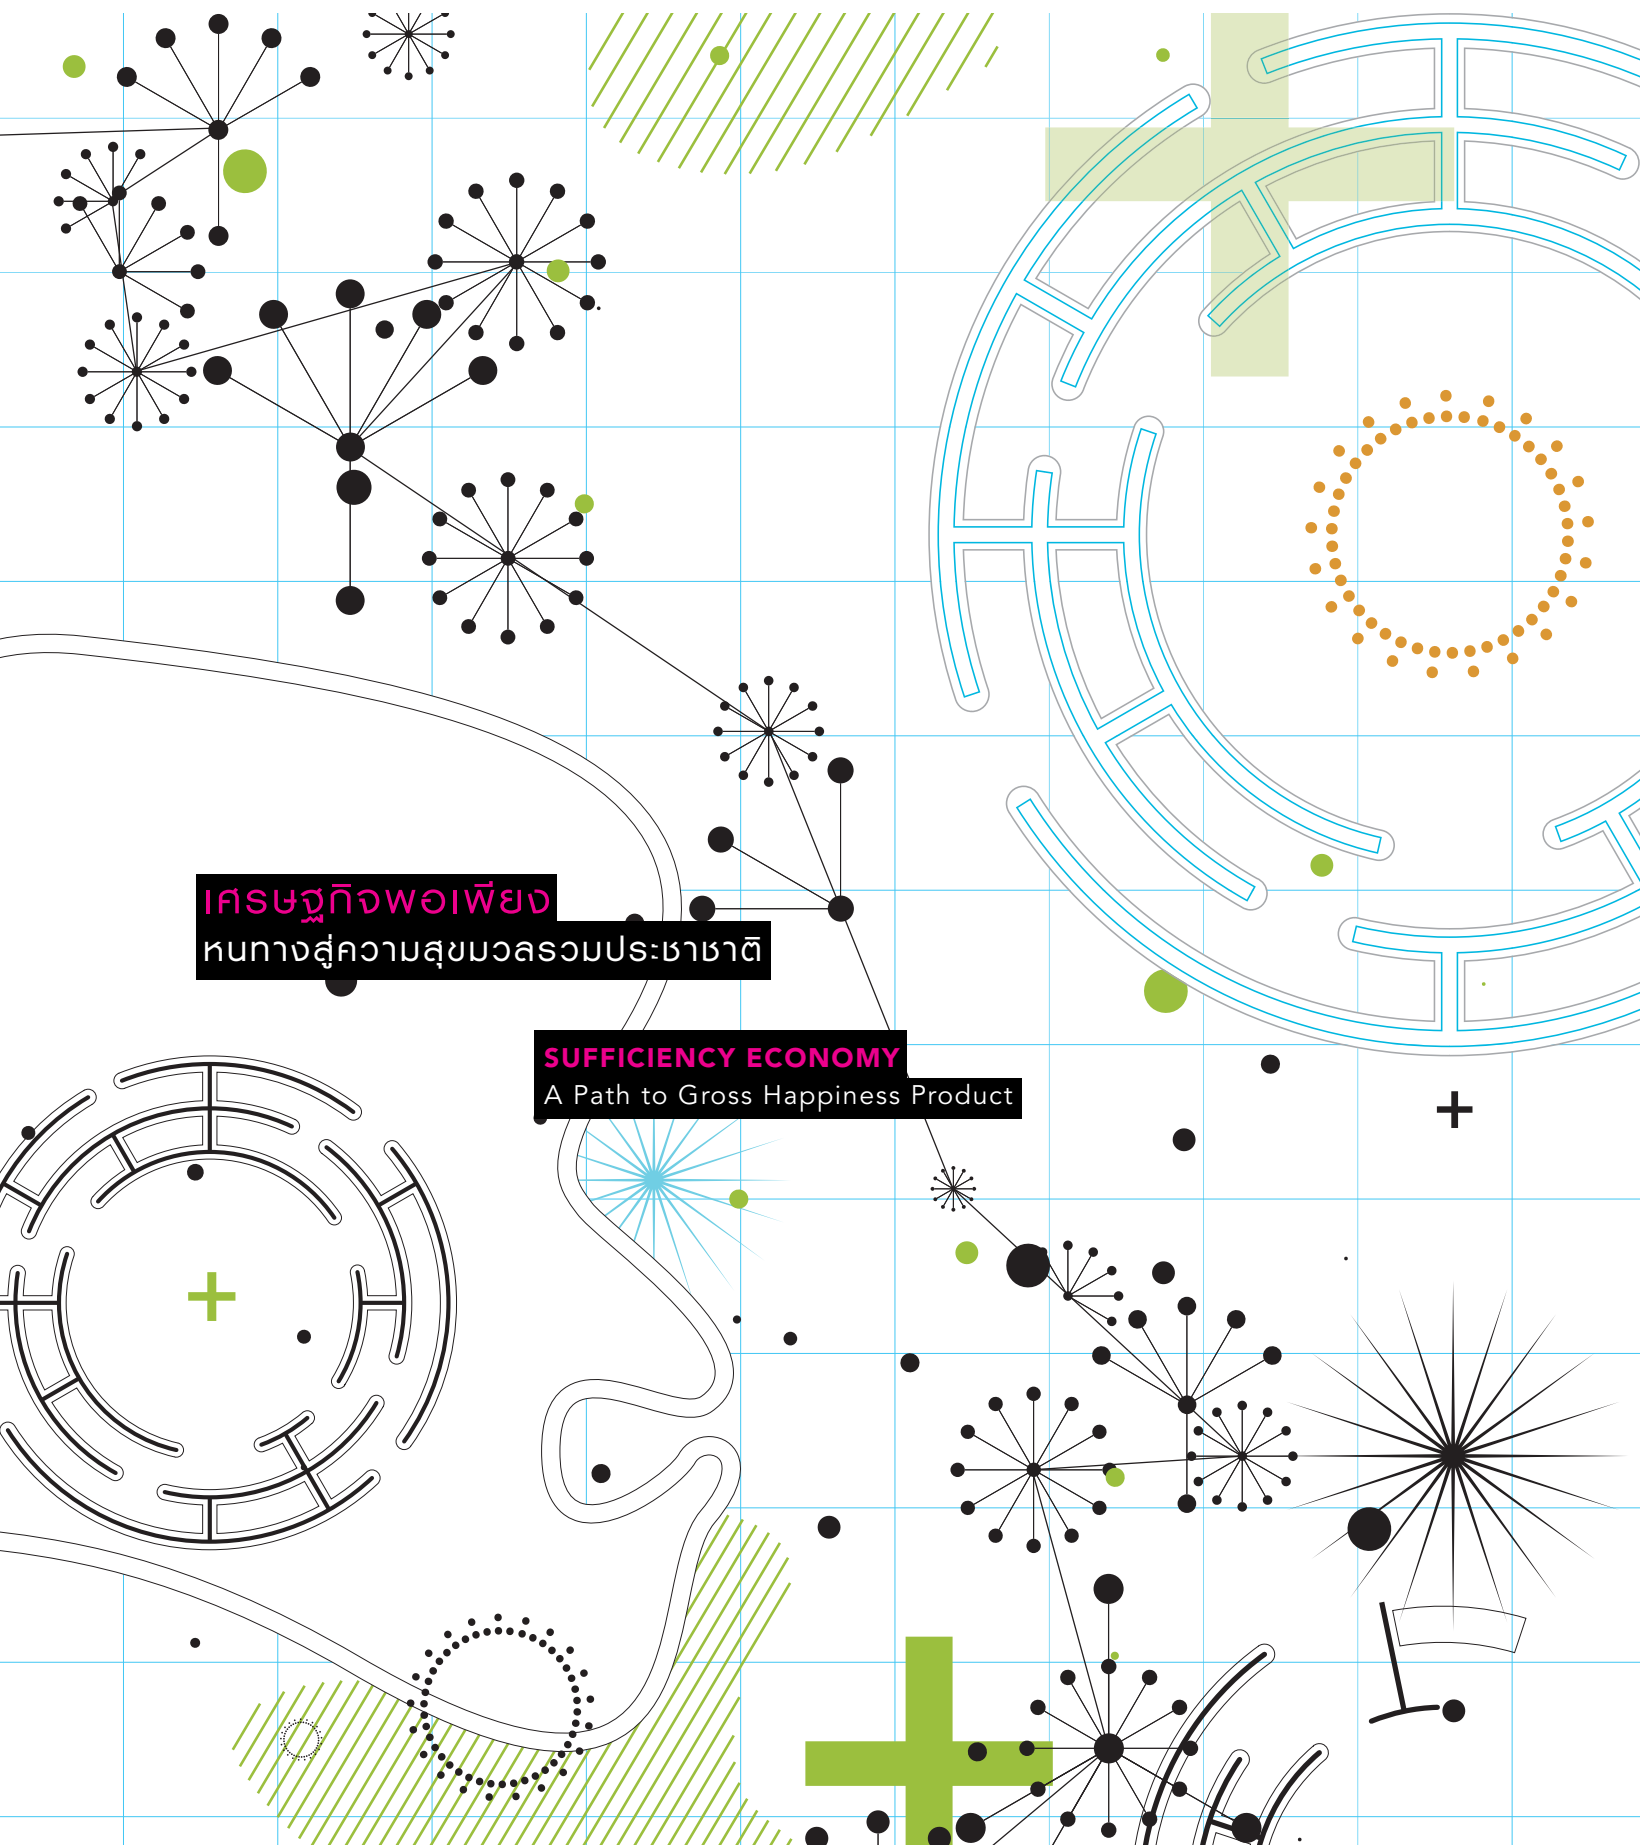 เศรษฐกิจพอเพียง
หนทางสู่ความสุขมวลรวมประชาชาติ
SUFFICIENCY ECONOMY
A Path to Gross Happiness Product